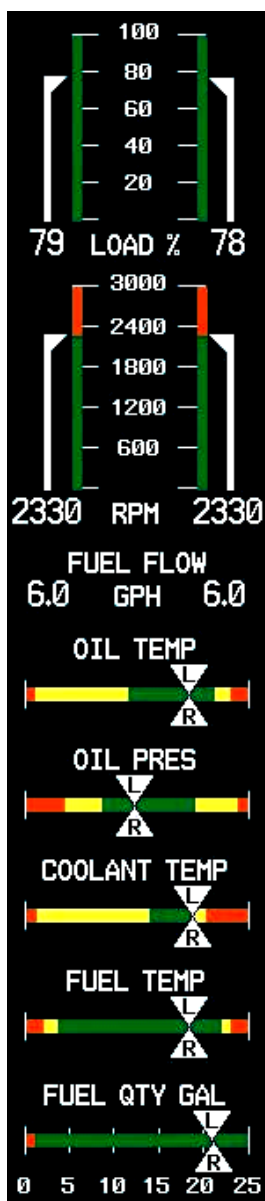 100
80
60
40
20
79 LOAD % 78
3000
2400
1800
1200
600
2330 RPM 2330
FUEL FLOW
6.0 GPH 6.0
OIL TEMP
L
R
OIL PRES
L
R
COOLANT TEMP
L
R
FUEL TEMP
L
R
FUEL QTY GAL
L
R
0 5 10 15 20 25